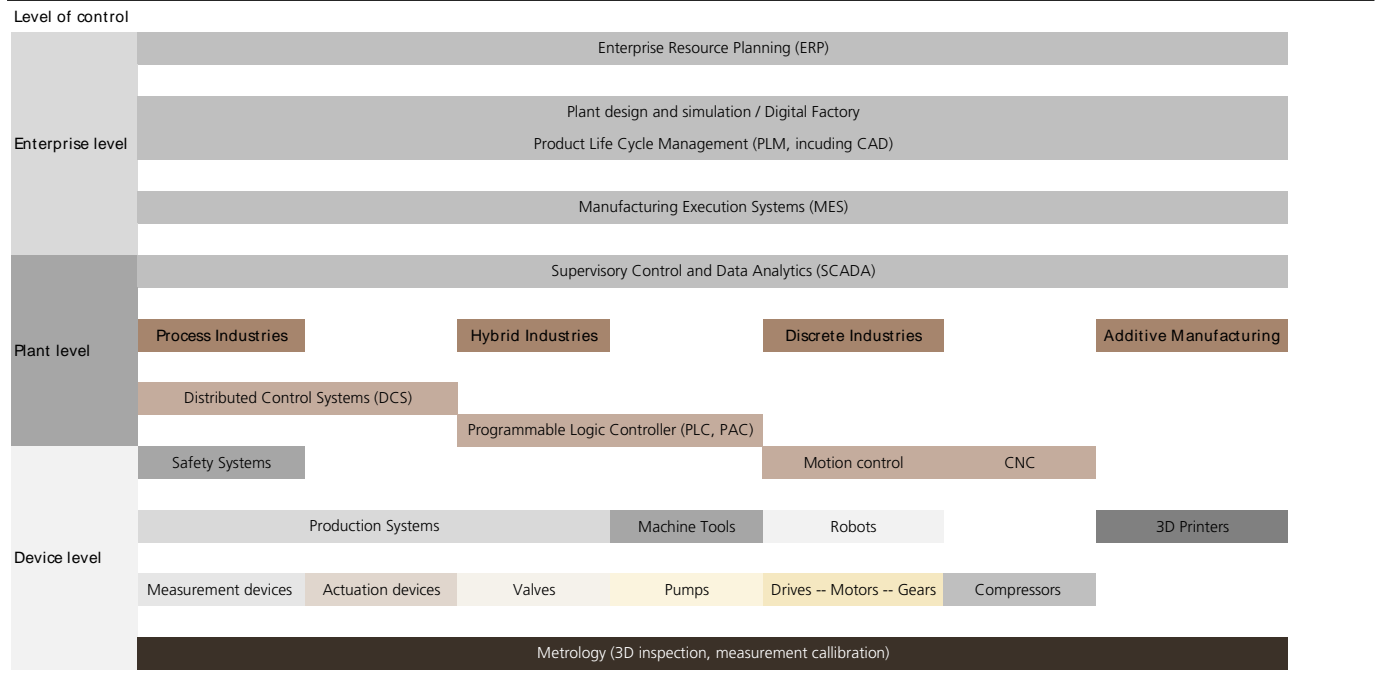 Level of control
Enterprise Resource Planning (ERP)
Plant design and simulation / Digital Factory
Enterprise level
Product Life Cycle Management (PLM, incuding CAD)
Manufacturing Execution Systems (MES)
Supervisory Control and Data Analytics (SCADA)
Process Industries Hybrid Industries Discrete Industries Additive Manufacturing
Plant level
Distributed Control Systems (DCS)
Programmable Logic Controller (PLC, PAC)
Safety Systems Motion control CNC
Production Systems Machine Tools Robots 3D Printers
Device level
Measurement devices Actuation devices Valves Pumps Drives -- Motors -- Gears Compressors
Metrology (3D inspection, measurement callibration)